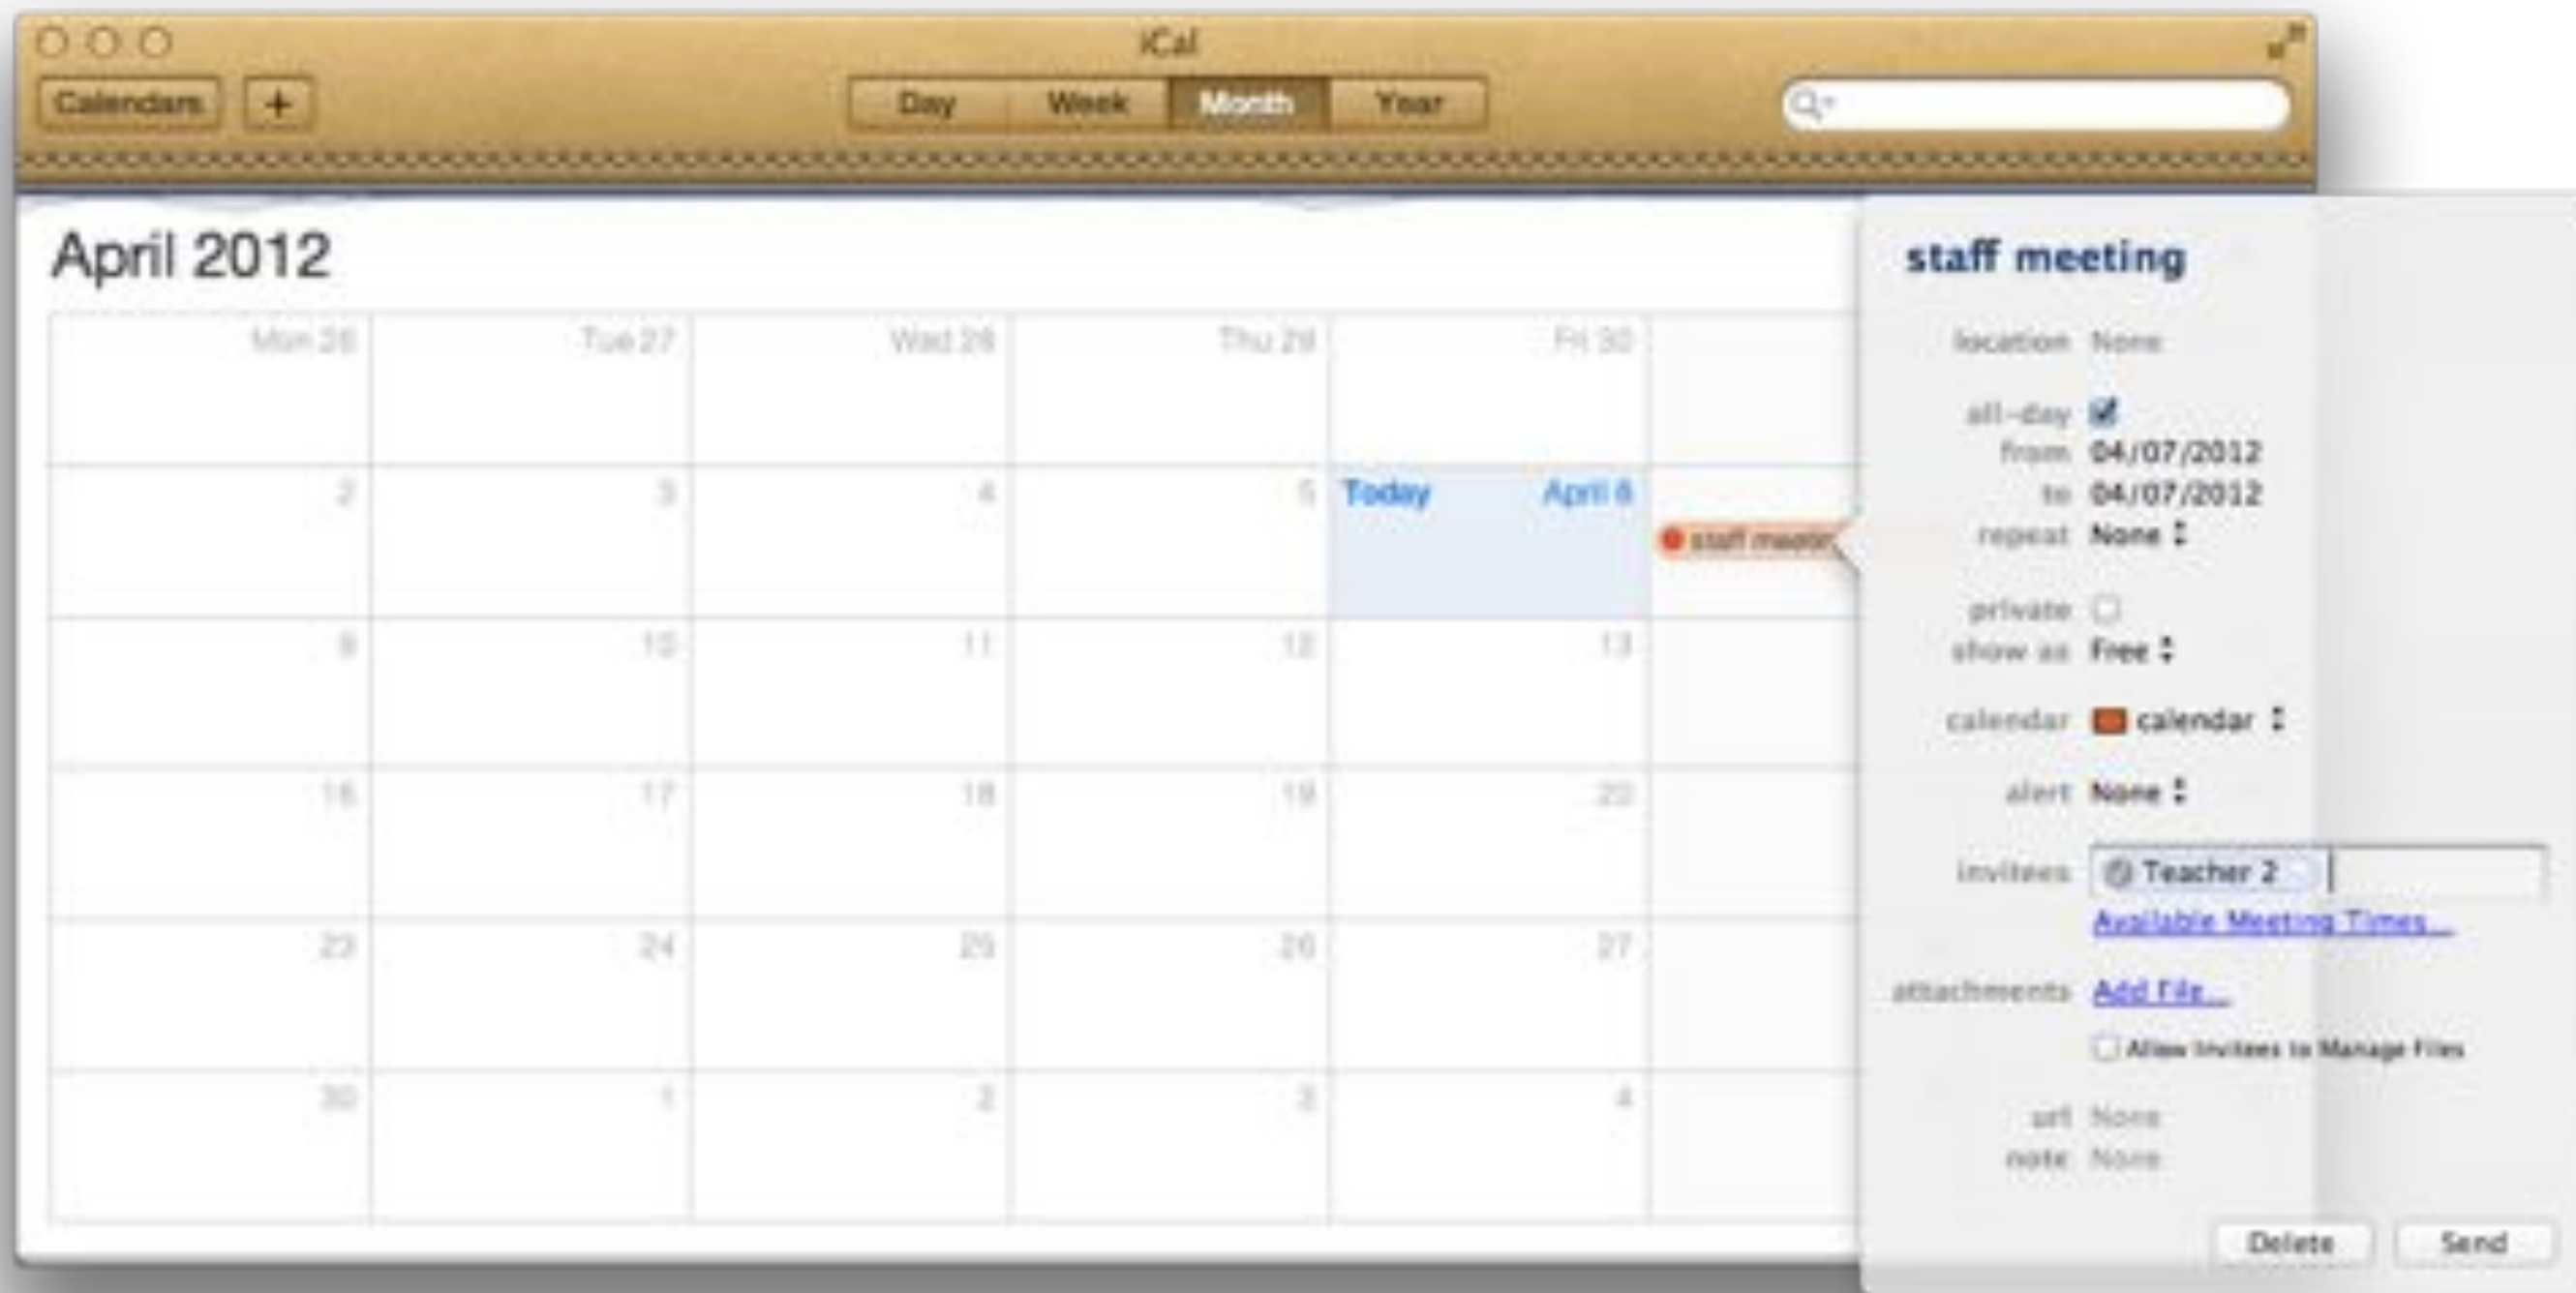 iCal
Calendars + Day Week Month Year
April 2012
Mon 26 Tue 27 Wed 28 Thu 29 Fri 30
2 3 4 5 Today April 6
staff meetin
9 10 11 12 13
16 17 18 19 20
23 24 25 26 27
30 1 2 3 4
staff meeting
location None
all-day
from 04/07/2012
to 04/07/2012
repeat None
private
show as Free
calendar calendar
alert None
invitees Teacher 2
Available Meeting Times...
attachments Add File...
Allow Invitees to Manage Files
url None
note None
Delete Send